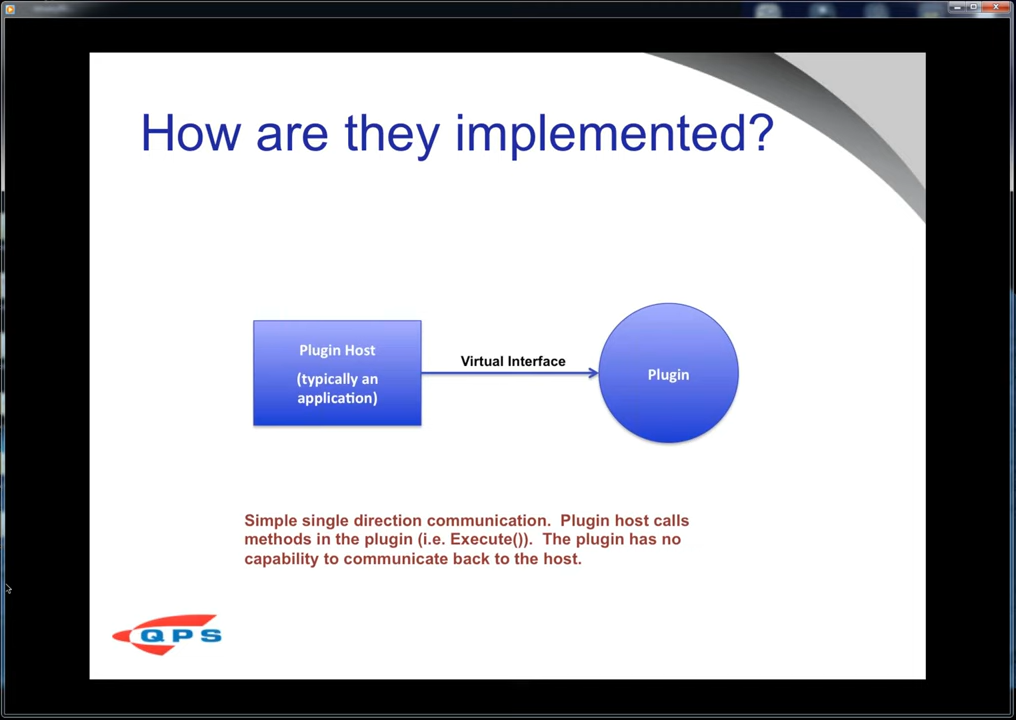 How are they implemented?
Plugin Host
(typically an
application)
Virtual Interface
Plugin
Simple single direction communication.  Plugin host calls
methods in the plugin (i.e. Execute()).  The plugin has no
capability to communicate back to the host.
QPS